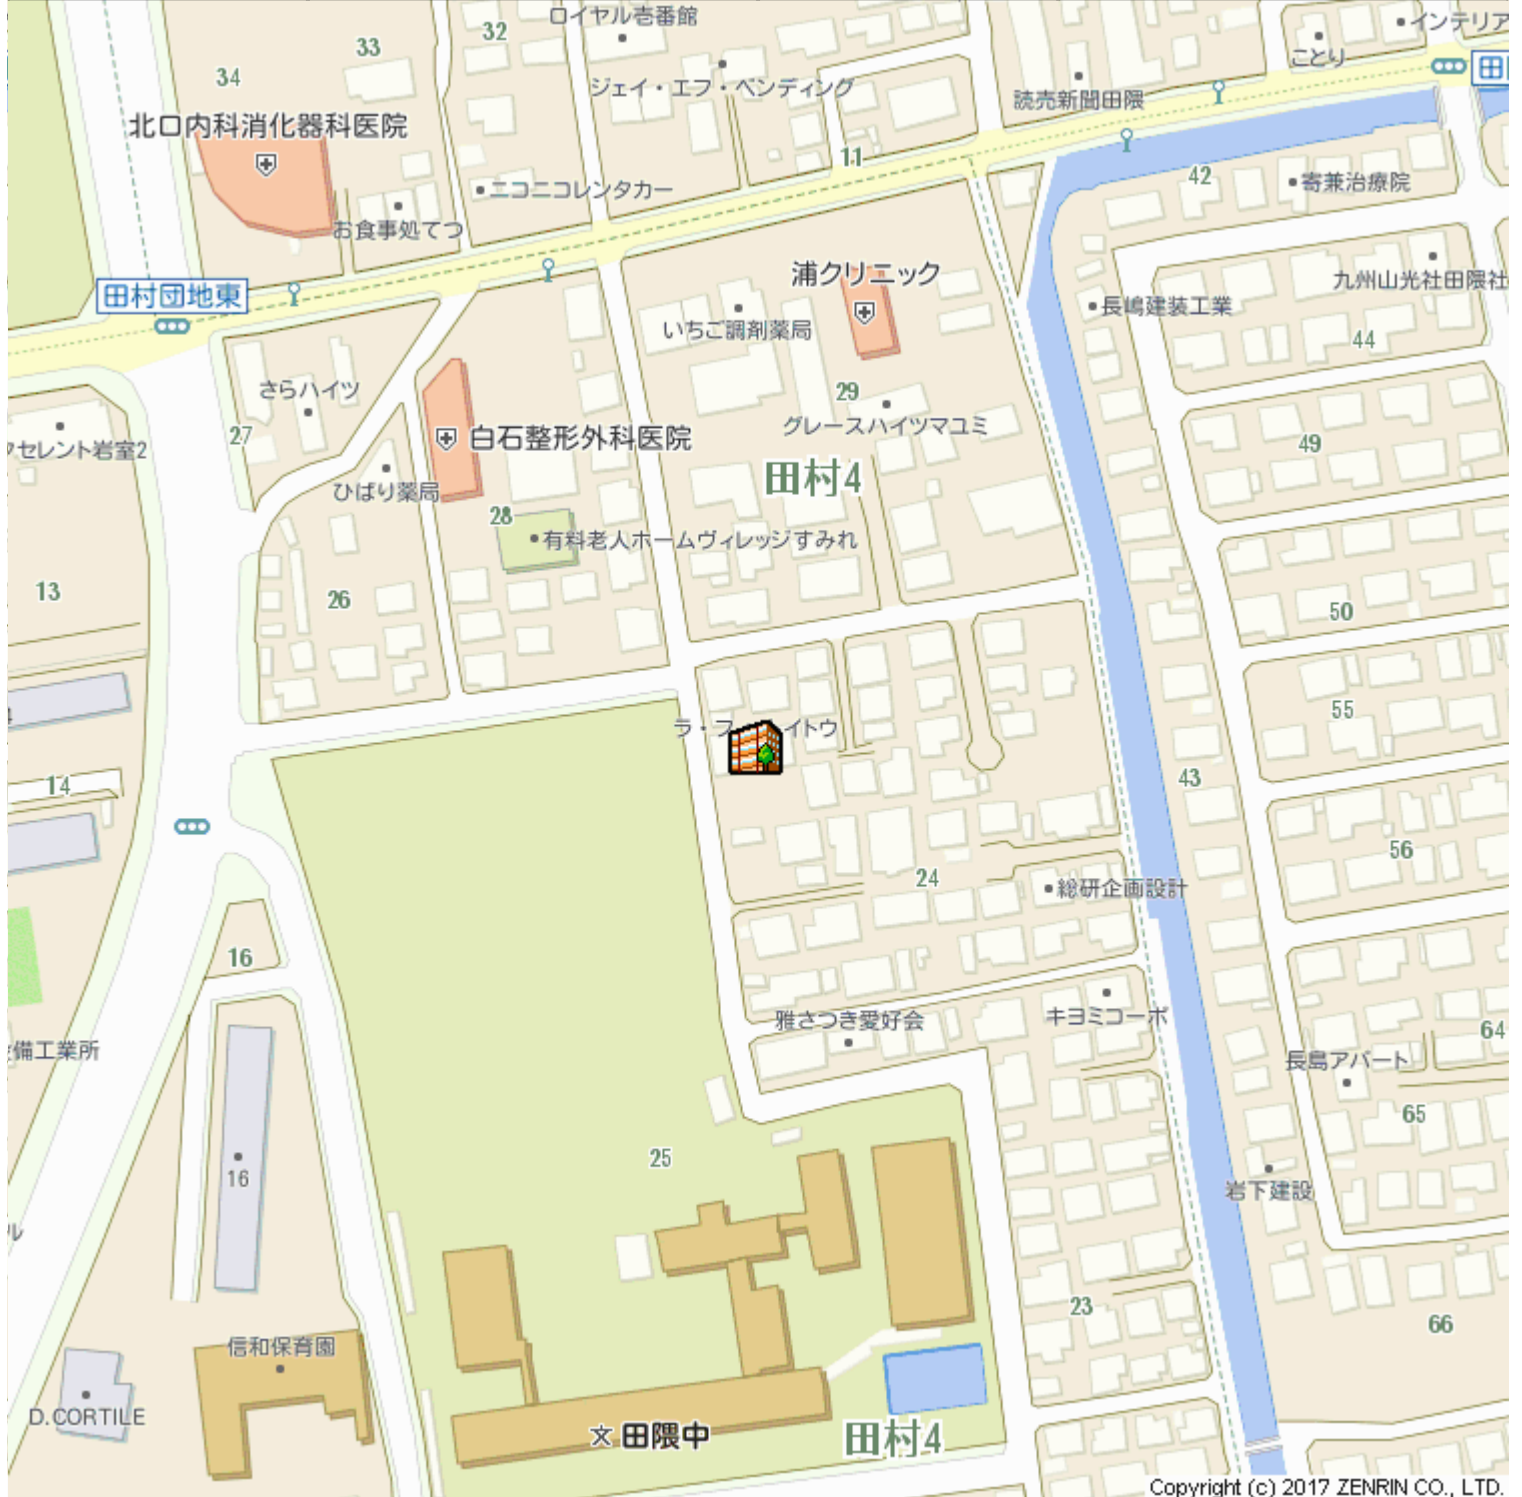 ロイヤル壱番館
インテリア
32
33
ことり
34
田
ジェイ・エフ・ベンディング
読売新聞田隈
北口内科消化器科医院
11
42
寄兼治療院
ニコニコレンタカー
お食事処てつ
浦クリニック
九州山光社田隈社
田村団地東
長嶋建装工業
いちご調剤薬局
44
さらハイツ
29
グレースハイツマユミ
27
白石整形外科医院
49
クセレント岩室2
田村4
ひばり薬局
28
有料老人ホームヴィレッジすみれ
13
26
50
55
ラ・フ
イトウ
14
43
56
24
総研企画設計
16
雅さつき愛好会
キヨミコーポ
64
備工業所
長島アパート
65
25
16
岩下建設
ル
23
66
信和保育園
D.CORTILE
文田隈中
田村4
Copyright (c) 2017 ZENRIN CO., LTD.